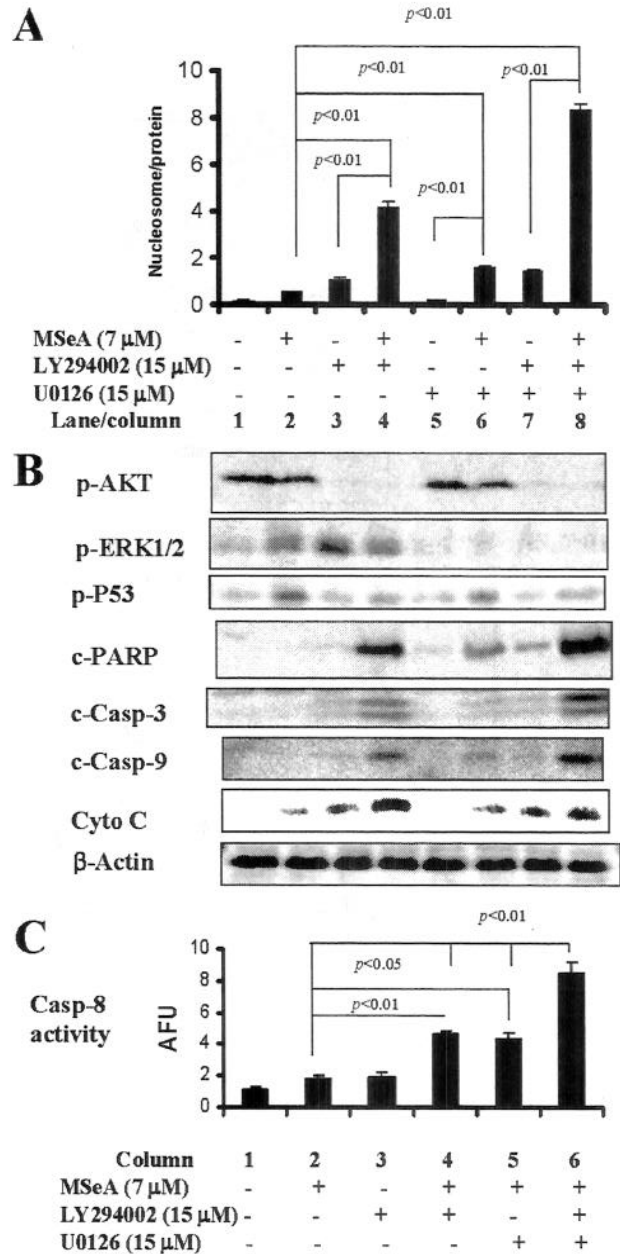 A
p<0.01
p<0.01
p<0.01
p<0.01
p<0.01
p<0.01
Nucleosome/protein
10
8
6
4
2
0
MSeA (7 μM) - + - + - + - +
LY294002 (15 μM) - - + + - - + +
U0126 (15 μM) - - - - + + + +
Lane/column 1 2 3 4 5 6 7 8
B
p-AKT
p-ERK1/2
p-P53
c-PARP
c-Casp-3
c-Casp-9
Cyto C
β-Actin
C
p<0.01
p<0.05
p<0.01
Casp-8
activity
AFU
10
8
6
4
2
0
Column 1 2 3 4 5 6
MSeA (7 μM) - + - + + +
LY294002 (15 μM) - - + + - +
U0126 (15 μM) - - - - + +